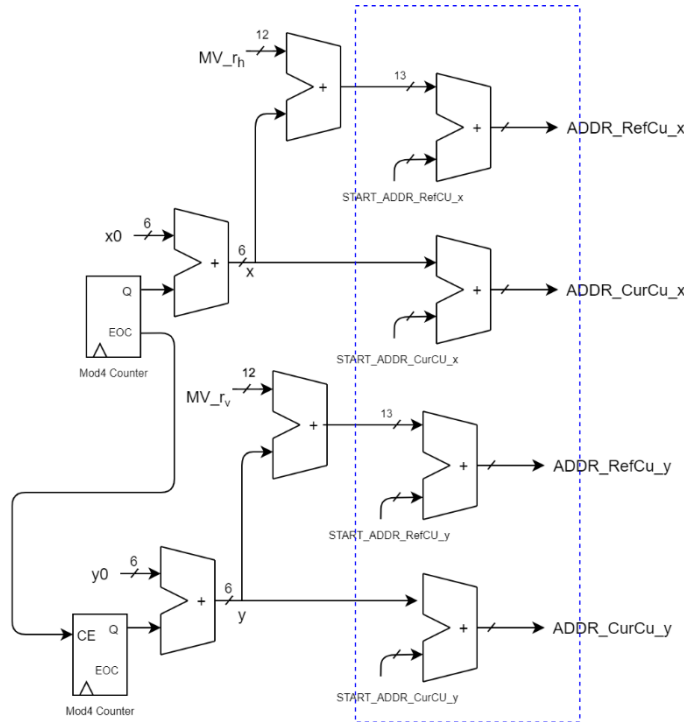 12
MV_rh
+
13
+
ADDR_RefCu_x
START_ADDR_RefCU_x
x0
6
+
6
x
+
ADDR_CurCu_x
Q
EOC
Mod4 Counter
START_ADDR_CurCU_x
12
MV_rv
+
13
+
ADDR_RefCu_y
START_ADDR_RefCU_y
y0
6
+
6
y
+
ADDR_CurCu_y
CE
Q
EOC
Mod4 Counter
START_ADDR_CurCU_y